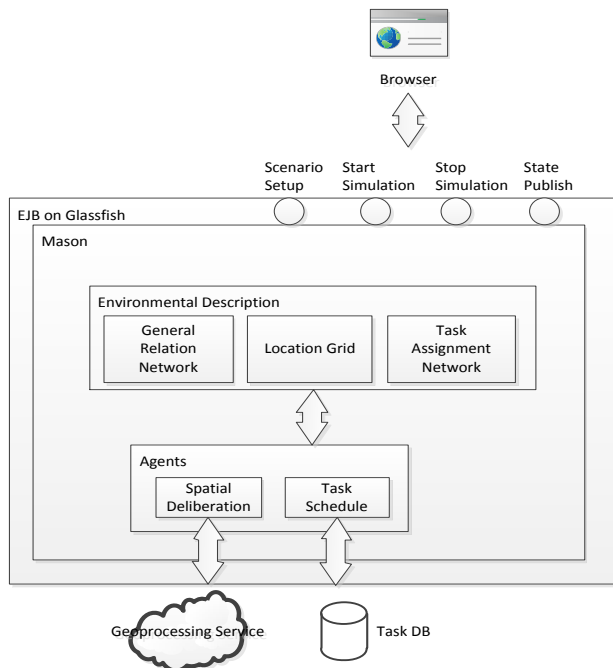 Browser
Scenario
Setup
Start
Simulation
Stop
Simulation
State
Publish
EJB on Glassfish
Mason
Environmental Description
General
Relation
Network
Location Grid
Task
Assignment
Network
Agents
Spatial
Deliberation
Task
Schedule
Geoprocessing Service
Task DB